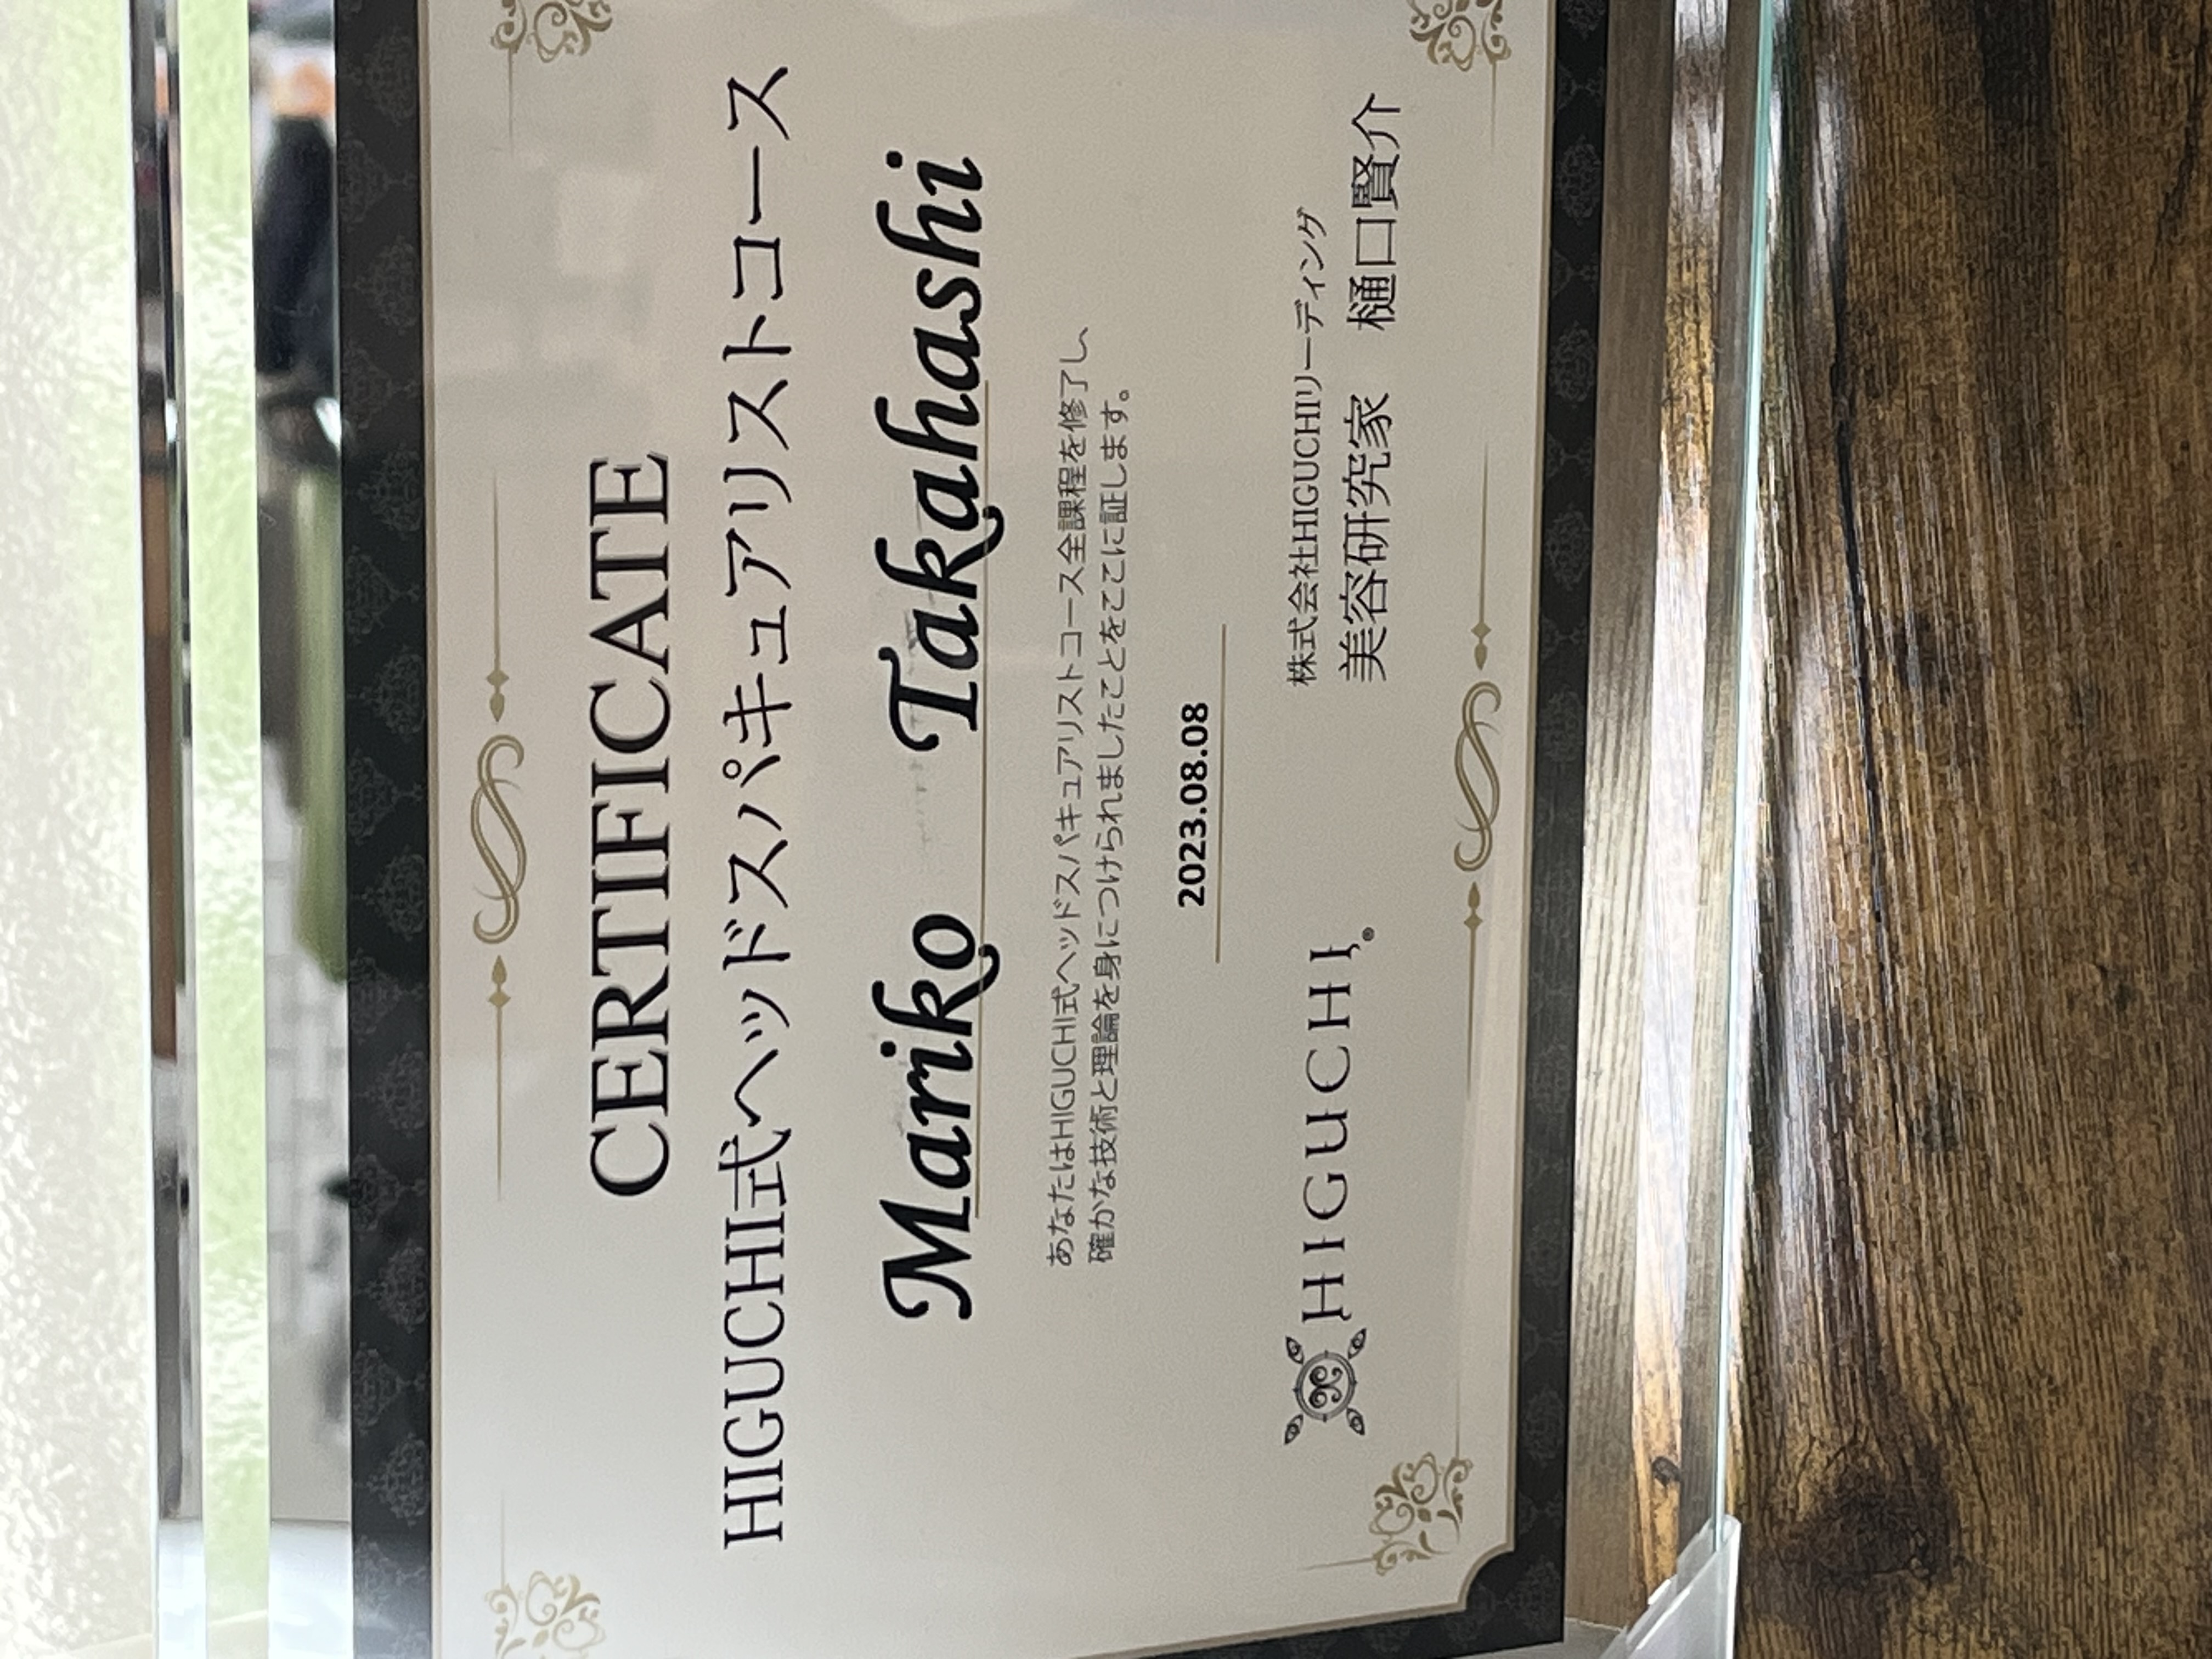 CERTIFICATE
HIGUCHI式ヘッドスパキュアリストコース
Mariko Takahashi
あなたはHIGUCHI式ヘッドスパキュアリストコース全課程を修了し、
確かな技術と理論を身につけられましたことをここに証します。
2023.08.08
株式会社HIGUCHIリーディング
美容研究家 樋口賢介
HIGUCHI®